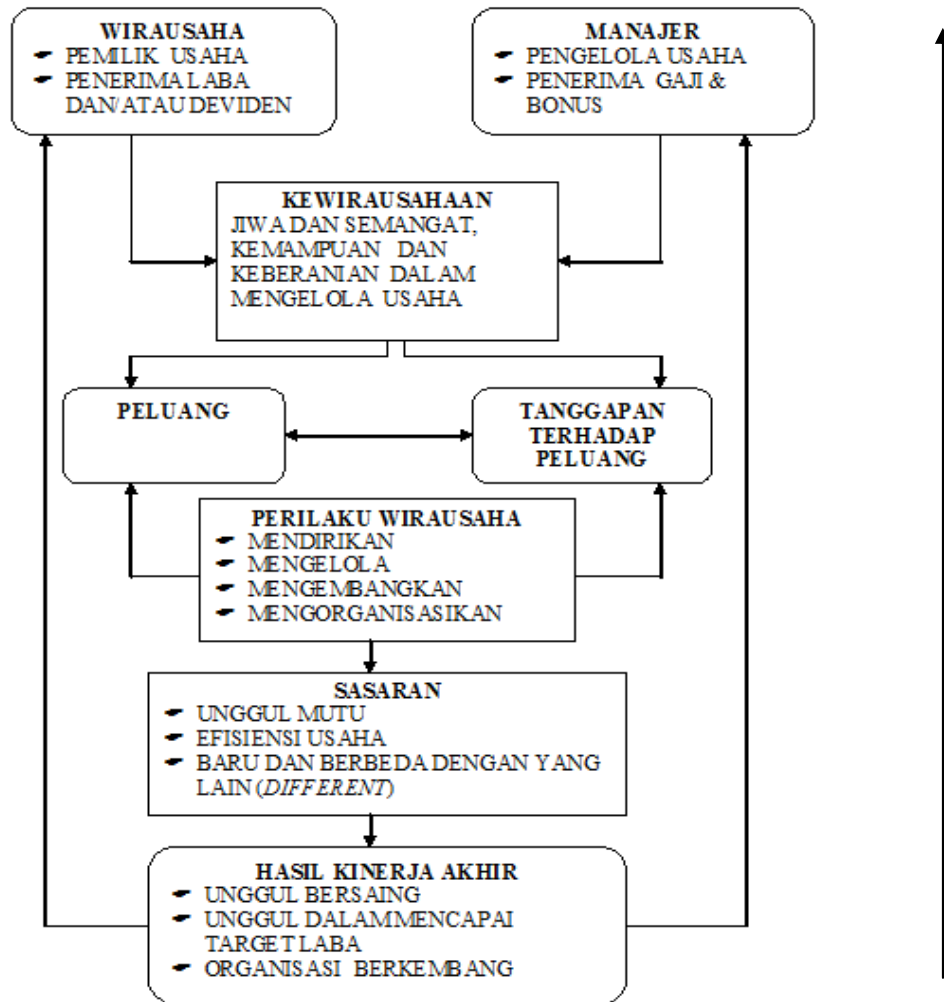 WIRAUSAHA
PEMILIK USAHA
PENERIMA LABA
DAN/ATAU DEVIDEN
MANAJER
PENGELOLA USAHA
PENERIMA GAJI &
BONUS
KEWIRAUSAHAAN
JIWA DAN SEMANGAT,
KEMAMPUAN DAN
KEBERANIAN DALAM
MENGELOLA USAHA
PELUANG
TANGGAPAN
TERHADAP
PELUANG
PERILAKU WIRAUSAHA
MENDIRIKAN
MENGELOLA
MENGEMBANGKAN
MENGORGANISASIKAN
SASARAN
UNGGUL MUTU
EFISIENSI USAHA
BARU DAN BERBEDA DENGAN YANG
LAIN (DIFFERENT)
HASIL KINERJA AKHIR
UNGGUL BERSAING
UNGGUL DALAM MENCAPAI
TARGET LABA
ORGANISASI BERKEMBANG